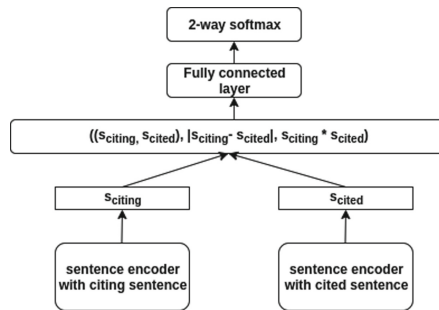 2-way softmax
Fully connected
layer
((s_citing, s_cited), |s_citing- s_cited|, s_citing * s_cited)
s_citing
s_cited
sentence encoder
with citing sentence
sentence encoder
with cited sentence